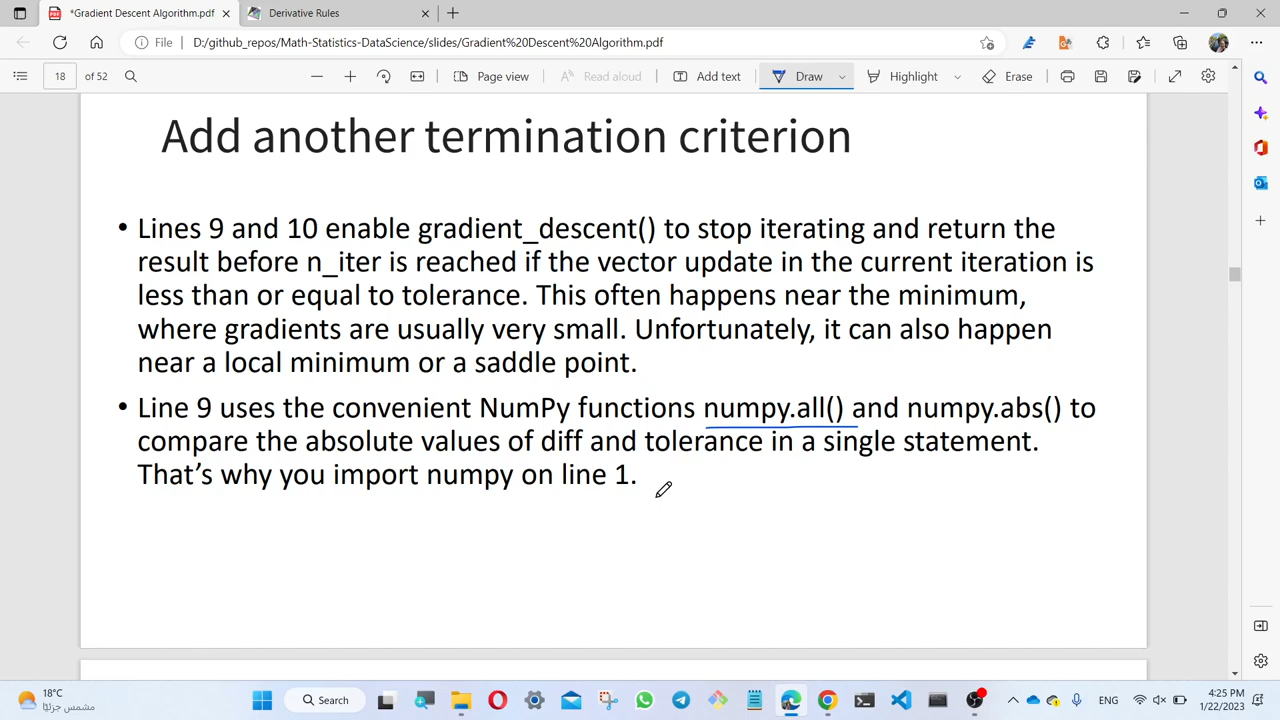 *Gradient Descent Algorithm.pdf
Derivative Rules
File
D:/github_repos/Math-Statistics-DataScience/slides/Gradient%20Descent%20Algorithm.pdf
18 of 52
Page view
Read aloud
Add text
Draw
Highlight
Erase
Add another termination criterion
• Lines 9 and 10 enable gradient_descent() to stop iterating and return the
result before n_iter is reached if the vector update in the current iteration is
less than or equal to tolerance. This often happens near the minimum,
where gradients are usually very small. Unfortunately, it can also happen
near a local minimum or a saddle point.
• Line 9 uses the convenient NumPy functions numpy.all() and numpy.abs() to
compare the absolute values of diff and tolerance in a single statement.
That’s why you import numpy on line 1.
18°C
مشمس جزئيًا
Search
ENG
4:25 PM
1/22/2023